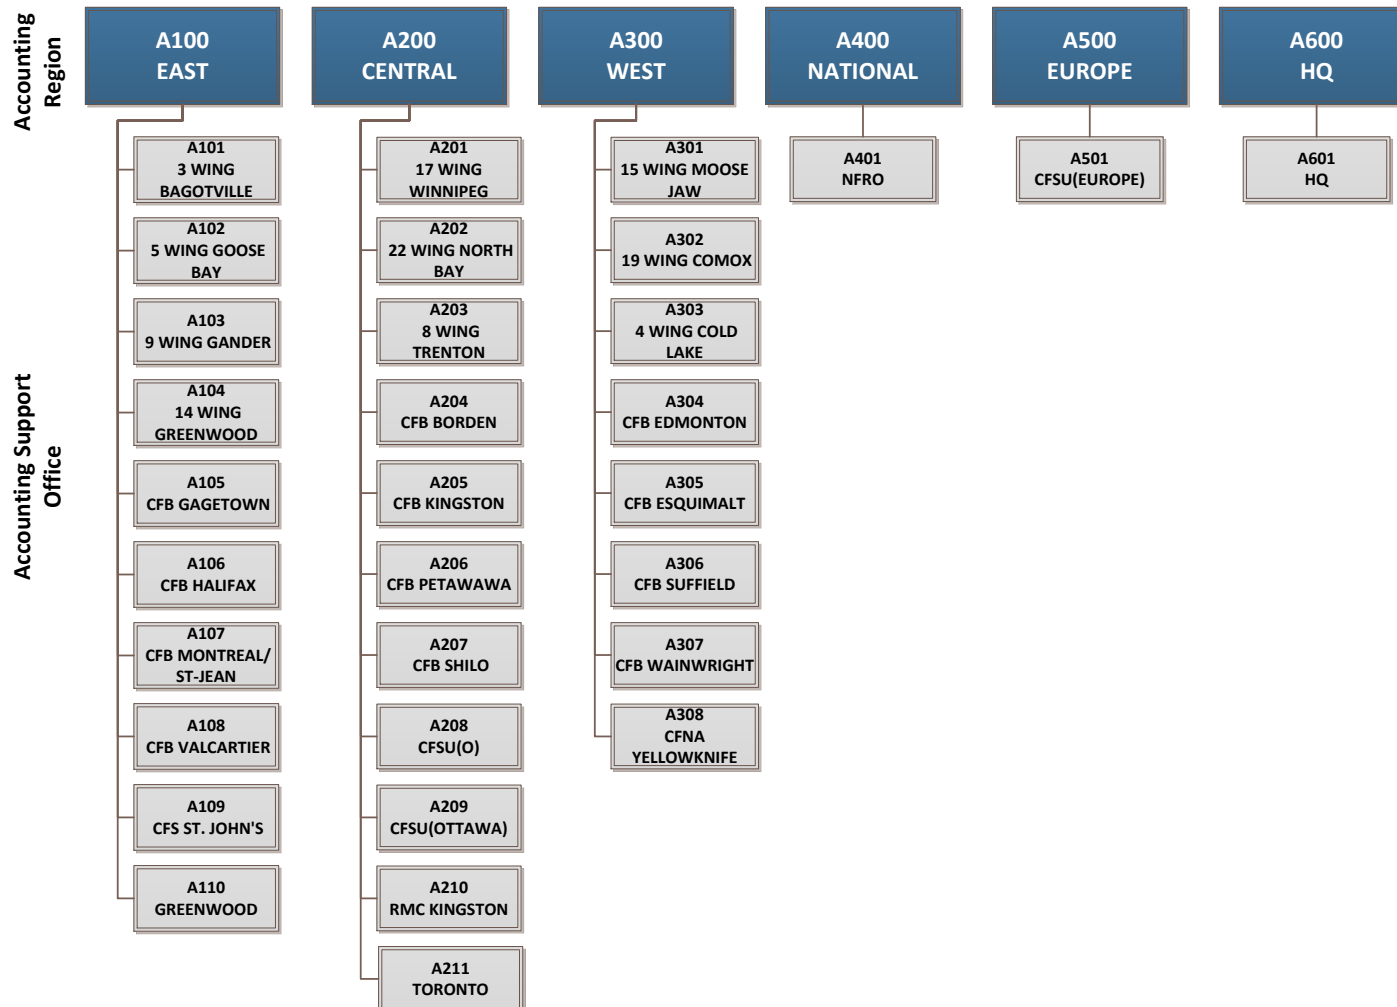 Accounting
Region
A100
EAST
A200
CENTRAL
A300
WEST
A400
NATIONAL
A500
EUROPE
A600
HQ
Accounting Support
Office
A101
3 WING
BAGOTVILLE
A102
5 WING GOOSE
BAY
A103
9 WING GANDER
A104
14 WING
GREENWOOD
A105
CFB GAGETOWN
A106
CFB HALIFAX
A107
CFB MONTREAL/
ST-JEAN
A108
CFB VALCARTIER
A109
CFS ST. JOHN'S
A110
GREENWOOD
A201
17 WING
WINNIPEG
A202
22 WING NORTH
BAY
A203
8 WING
TRENTON
A204
CFB BORDEN
A205
CFB KINGSTON
A206
CFB PETAWAWA
A207
CFB SHILO
A208
CFSU(O)
A209
CFSU(OTTAWA)
A210
RMC KINGSTON
A211
TORONTO
A301
15 WING MOOSE
JAW
A302
19 WING COMOX
A303
4 WING COLD
LAKE
A304
CFB EDMONTON
A305
CFB ESQUIMALT
A306
CFB SUFFIELD
A307
CFB WAINWRIGHT
A308
CFNA
YELLOWKNIFE
A401
NFRO
A501
CFSU(EUROPE)
A601
HQ